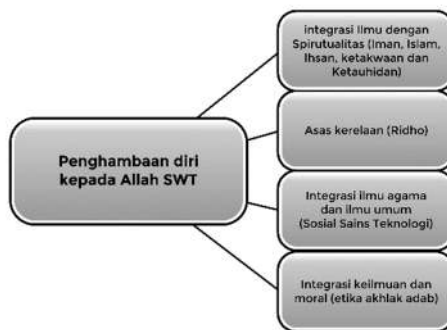 integrasi Ilmu dengan
Spirutualitas (Iman, Islam,
Ihsan, ketakwaan dan
Ketauhidan)
Asas kerelaan (Ridho)
Penghambaan diri
kepada Allah SWT
Integrasi ilmu agama
dan ilmu umum
(Sosial Sains Teknologi)
Integrasi keilmuan dan
moral (etika akhlak adab)